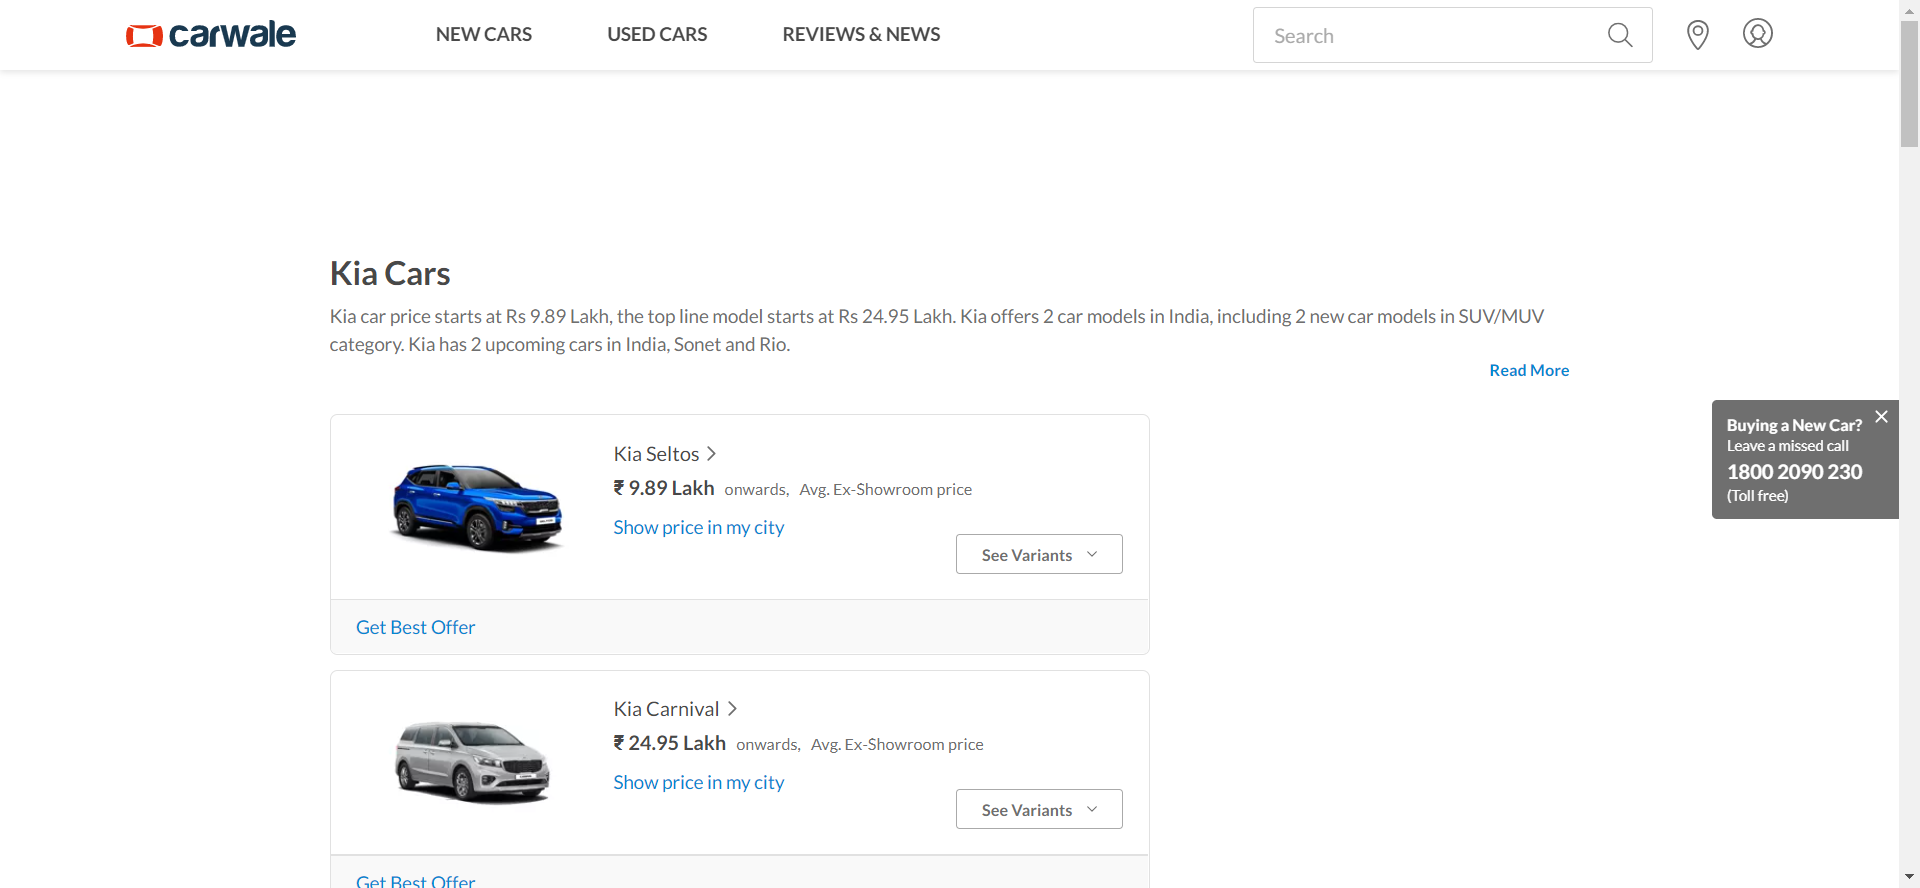 carwale
NEW CARS
USED CARS
REVIEWS & NEWS
Search
Kia Cars
Kia car price starts at Rs 9.89 Lakh, the top line model starts at Rs 24.95 Lakh. Kia offers 2 car models in India, including 2 new car models in SUV/MUV
category. Kia has 2 upcoming cars in India, Sonet and Rio.
Read More
Buying a New Car?
Leave a missed call
1800 2090 230
(Toll free)
Kia Seltos
₹ 9.89 Lakh onwards, Avg. Ex-Showroom price
Show price in my city
See Variants
Get Best Offer
Kia Carnival
₹ 24.95 Lakh onwards, Avg. Ex-Showroom price
Show price in my city
See Variants
Get Best Offer